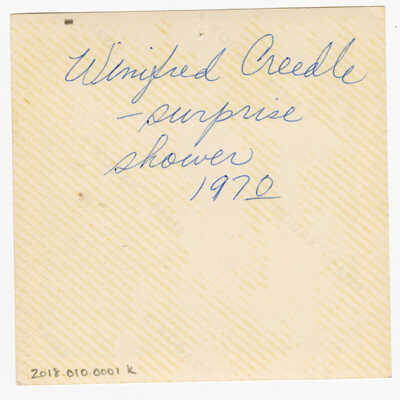 Winifred Creedle
- surprise
shower
1970
2018.010.0001 k